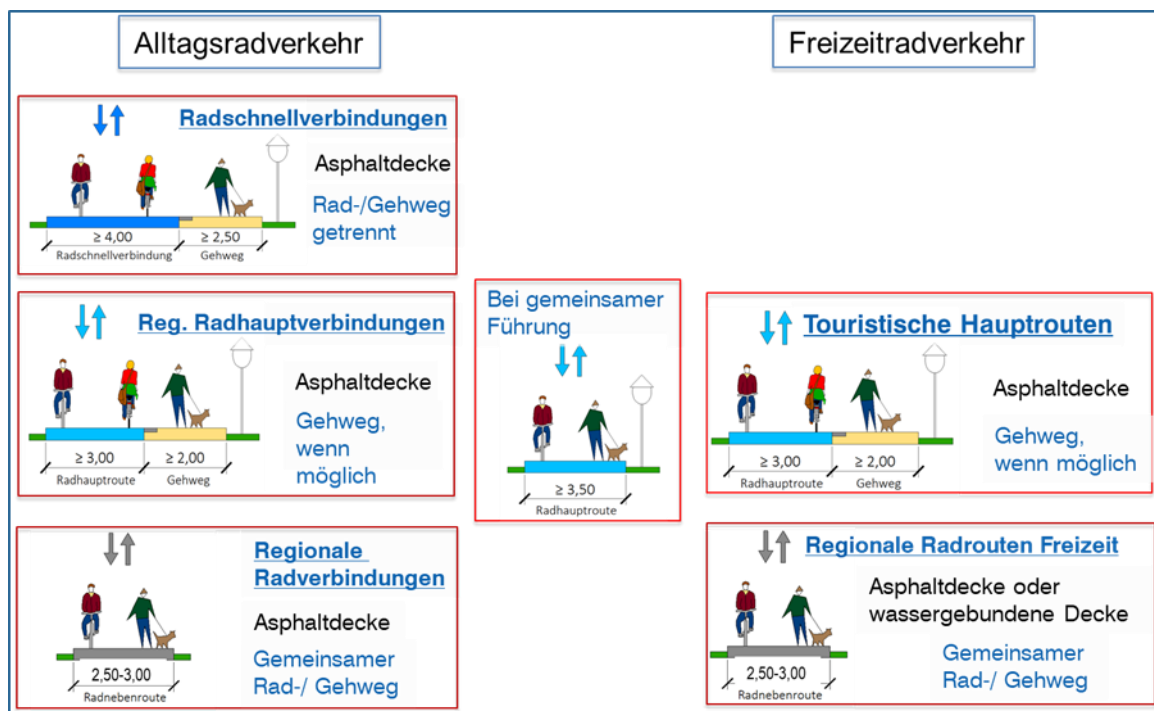 Alltagsradverkehr
Freizeitradverkehr
Radschnellverbindungen
Asphaltdecke
Rad-/Gehweg
getrennt
≥ 4,00
≥ 2,50
Radschnellverbindung
Gehweg
Reg. Radhauptverbindungen
Asphaltdecke
Gehweg,
wenn
möglich
≥ 3,00
≥ 2,00
Radhauptroute
Gehweg
Bei gemeinsamer
Führung
≥ 3,50
Radhauptroute
Touristische Hauptrouten
Asphaltdecke
Gehweg,
wenn möglich
≥ 3,00
≥ 2,00
Radhauptroute
Gehweg
Regionale
Radverbindungen
Asphaltdecke
Gemeinsamer
Rad-/ Gehweg
2,50-3,00
Radnebenroute
Regionale Radrouten Freizeit
Asphaltdecke oder
wassergebundene Decke
Gemeinsamer
Rad-/ Gehweg
2,50-3,00
Radnebenroute